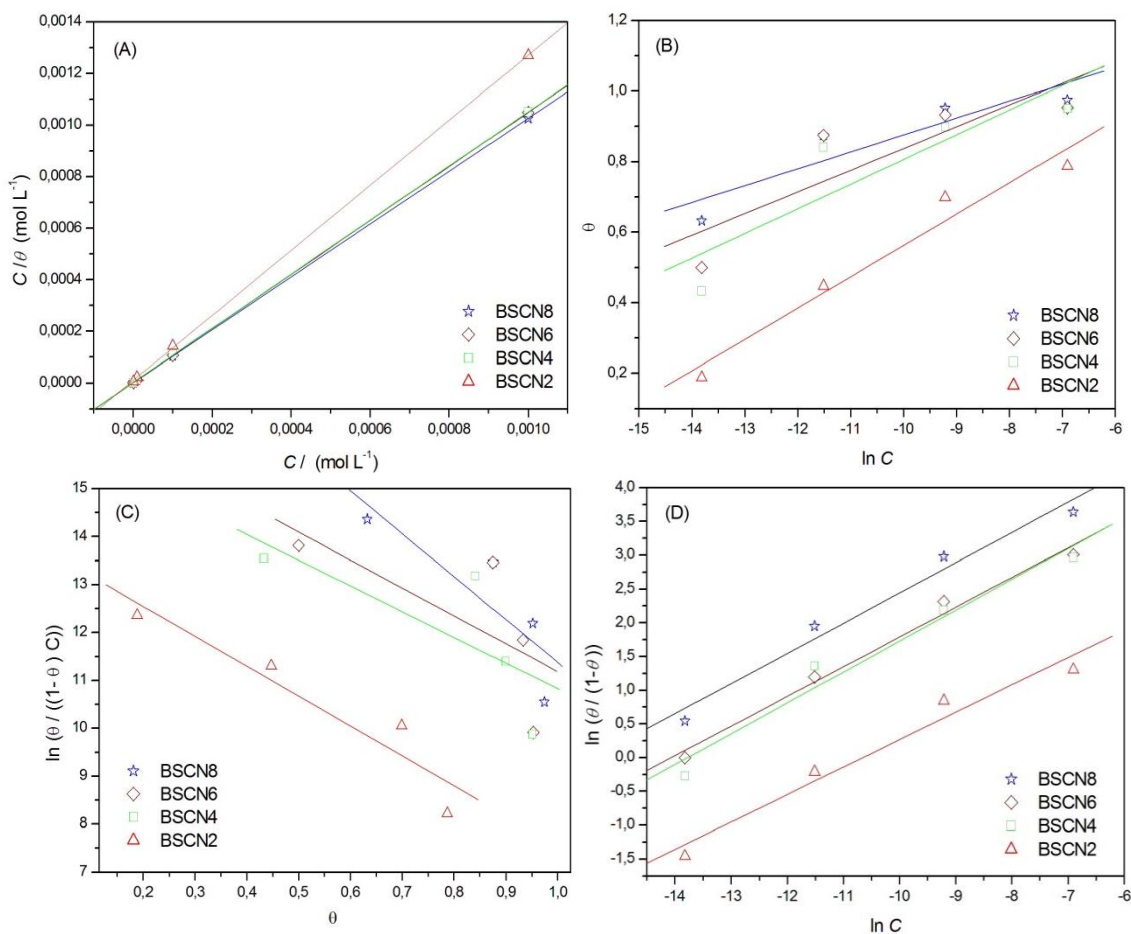 (A)
0,0014
0,0012
0,0010
0,0008
0,0006
0,0004
0,0002
0,0000
C / θ (mol L⁻¹)
BSCN8
BSCN6
BSCN4
BSCN2
0,0000 0,0002 0,0004 0,0006 0,0008 0,0010
C / (mol L⁻¹)
(B)
1,2
1,0
0,8
0,6
0,4
0,2
θ
BSCN8
BSCN6
BSCN4
BSCN2
-15 -14 -13 -12 -11 -10 -9 -8 -7 -6
ln C
(C)
15
14
13
12
11
10
9
8
7
ln (θ / ((1- θ ) C))
BSCN8
BSCN6
BSCN4
BSCN2
0,2 0,3 0,4 0,5 0,6 0,7 0,8 0,9 1,0
θ
(D)
4,0
3,5
3,0
2,5
2,0
1,5
1,0
0,5
0,0
-0,5
-1,0
-1,5
ln (θ / (1-θ))
BSCN8
BSCN6
BSCN4
BSCN2
-14 -13 -12 -11 -10 -9 -8 -7 -6
ln C